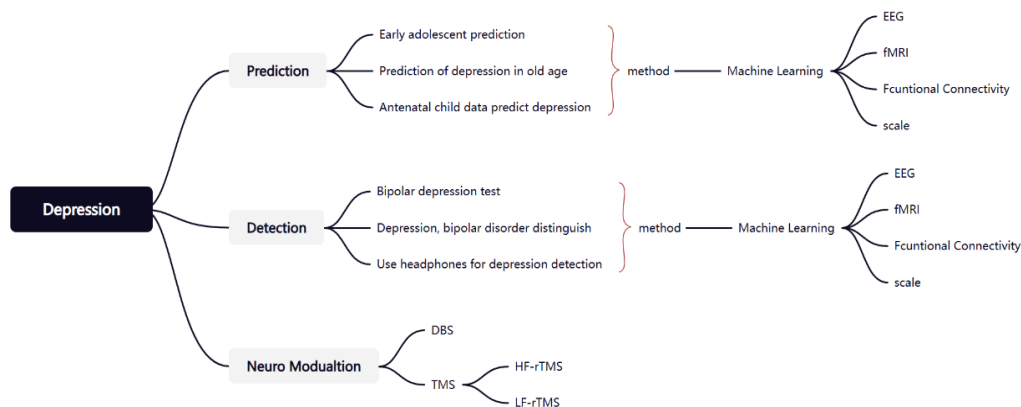 Depression
Prediction
Early adolescent prediction
Prediction of depression in old age
Antenatal child data predict depression
method
Machine Learning
EEG
fMRI
Fcuntional Connectivity
scale
Detection
Bipolar depression test
Depression, bipolar disorder distinguish
Use headphones for depression detection
method
Machine Learning
EEG
fMRI
Fcuntional Connectivity
scale
Neuro Modualtion
DBS
TMS
HF-rTMS
LF-rTMS